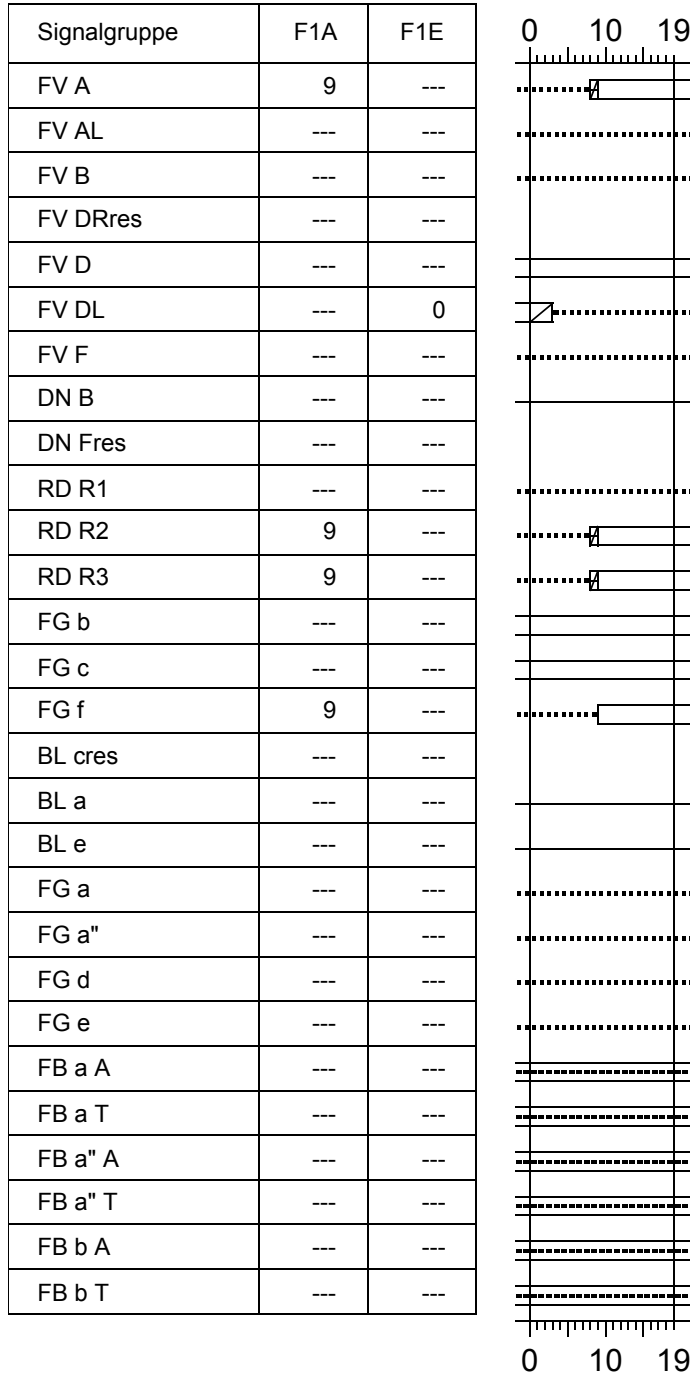 Signalgruppe F1A F1E 0 10 19
FV A 9 ---
FV AL --- ---
FV B --- ---
FV DRres --- ---
FV D --- ---
FV DL --- 0
FV F --- ---
DN B --- ---
DN Fres --- ---
RD R1 --- ---
RD R2 9 ---
RD R3 9 ---
FG b --- ---
FG c --- ---
FG f 9 ---
BL cres --- ---
BL a --- ---
BL e --- ---
FG a --- ---
FG a" --- ---
FG d --- ---
FG e --- ---
FB a A --- ---
FB a T --- ---
FB a" A --- ---
FB a" T --- ---
FB b A --- ---
FB b T --- ---
0 10 19